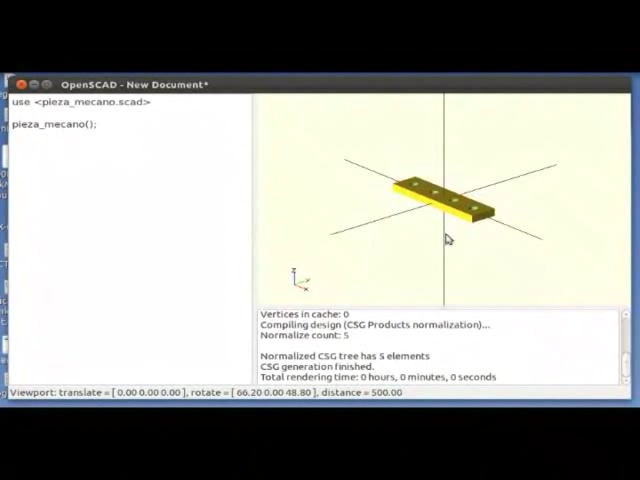 OpenSCAD - New Document*
use <pieza_mecano.scad>
pieza_mecano();
Z
Y
X
Vertices in cache: 0
Compiling design (CSG Products normalization)...
Normalize count: 5
Normalized CSG tree has 5 elements
CSG generation finished.
Total rendering time: 0 hours, 0 minutes, 0 seconds
Viewport: translate = [ 0.00 0.00 0.00 ], rotate = [ 66.20 0.00 48.80 ], distance = 500.00